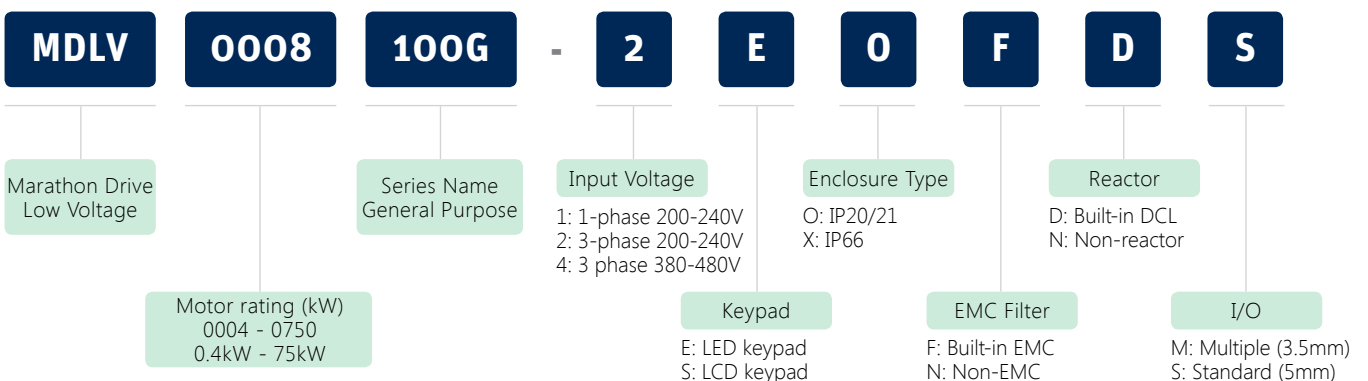 MDLV 0008 100G - 2 E O F D S
Marathon Drive
Low Voltage
Series Name
General Purpose
Input Voltage
1: 1-phase 200-240V
2: 3-phase 200-240V
4: 3 phase 380-480V
Enclosure Type
O: IP20/21
X: IP66
Reactor
D: Built-in DCL
N: Non-reactor
Motor rating (kW)
0004 - 0750
0.4kW - 75kW
Keypad
E: LED keypad
S: LCD keypad
EMC Filter
F: Built-in EMC
N: Non-EMC
I/O
M: Multiple (3.5mm)
S: Standard (5mm)